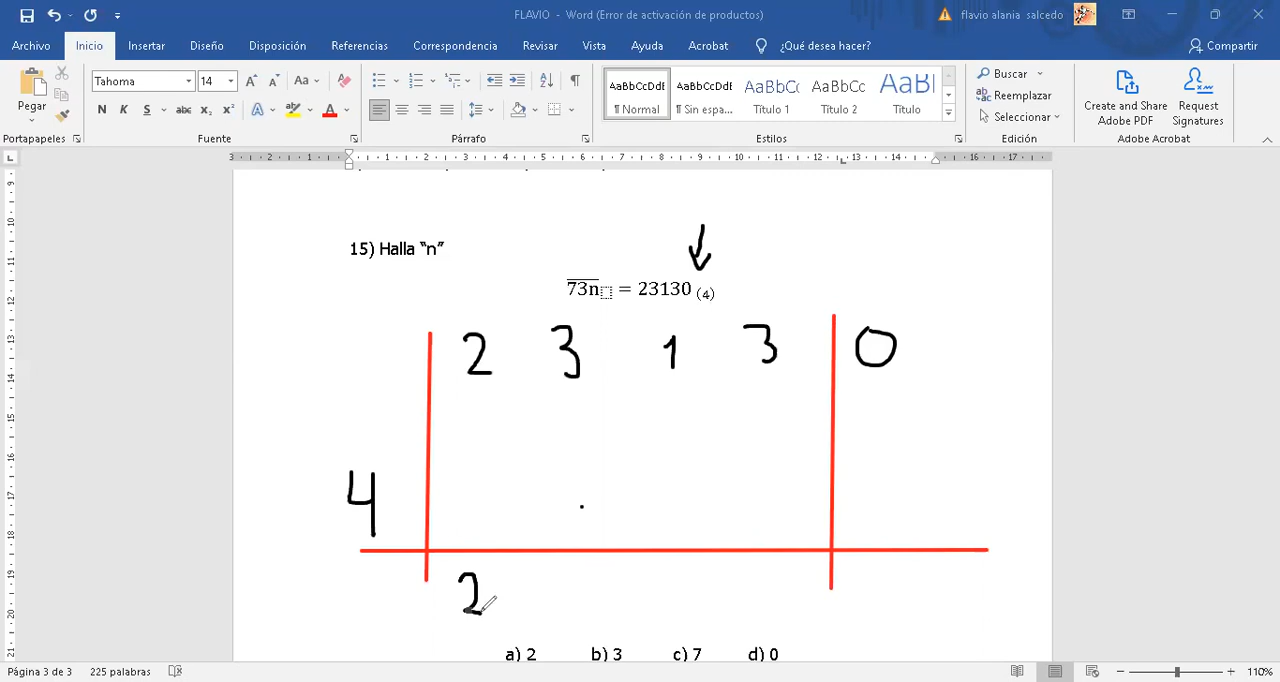 FLAVIO - Word (Error de activación de productos)
flavio alania salcedo
Archivo Inicio Insertar Diseño Disposición Referencias Correspondencia Revisar Vista Ayuda Acrobat ¿Qué desea hacer? Compartir
Pegar
Tahoma 14
N K S abc x₂ x²
Portapapeles Fuente Párrafo
AaBbCcDdE AaBbCcDdE AaBbCc AaBbCcD AaBl
¶ Normal ¶ Sin espa... Título 1 Título 2 Título
Estilos
Buscar
Reemplazar
Seleccionar
Edición
Create and Share Adobe PDF
Request Signatures
Adobe Acrobat
15) Halla “n”
73n = 23130 (4)
2 3 1 3 0
4
2
a) 2 b) 3 c) 7 d) 0
Página 3 de 3 225 palabras 110%